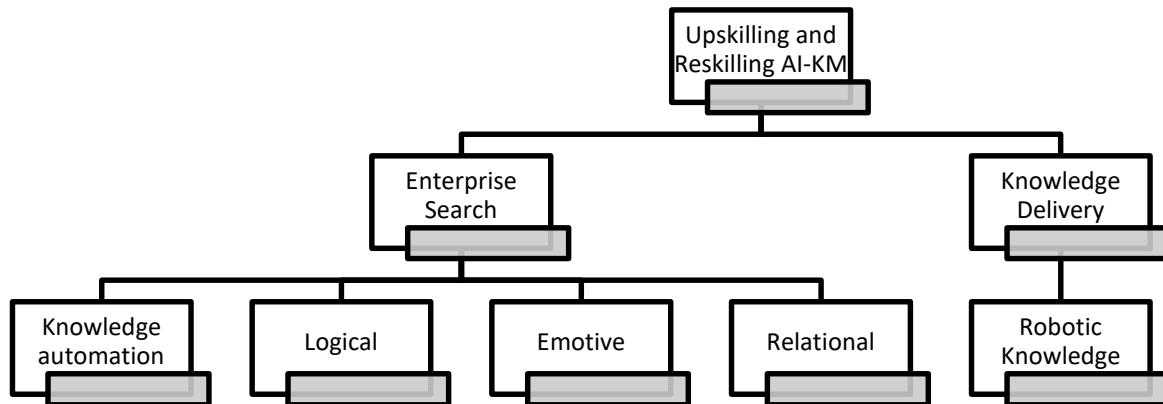 Upskilling and
Reskilling AI-KM
Enterprise
Search
Knowledge
Delivery
Knowledge
automation
Logical
Emotive
Relational
Robotic
Knowledge